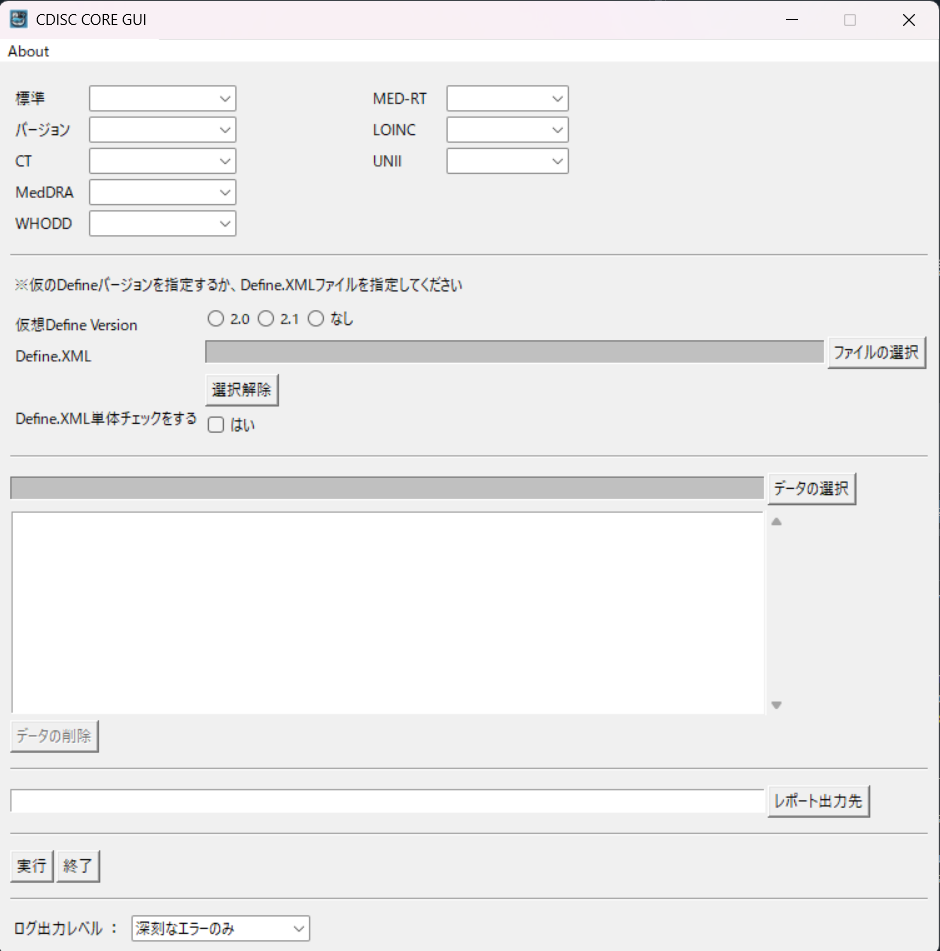 CDISC CORE GUI
About
標準
MED-RT
バージョン
LOINC
CT
UNII
MedDRA
WHODD
※仮のDefineバージョンを指定するか、Define.XMLファイルを指定してください
仮想Define Version
2.0 2.1 なし
Define.XML
ファイルの選択
選択解除
Define.XML単体チェックをする
はい
データの選択
データの削除
レポート出力先
実行 終了
ログ出力レベル : 深刻なエラーのみ